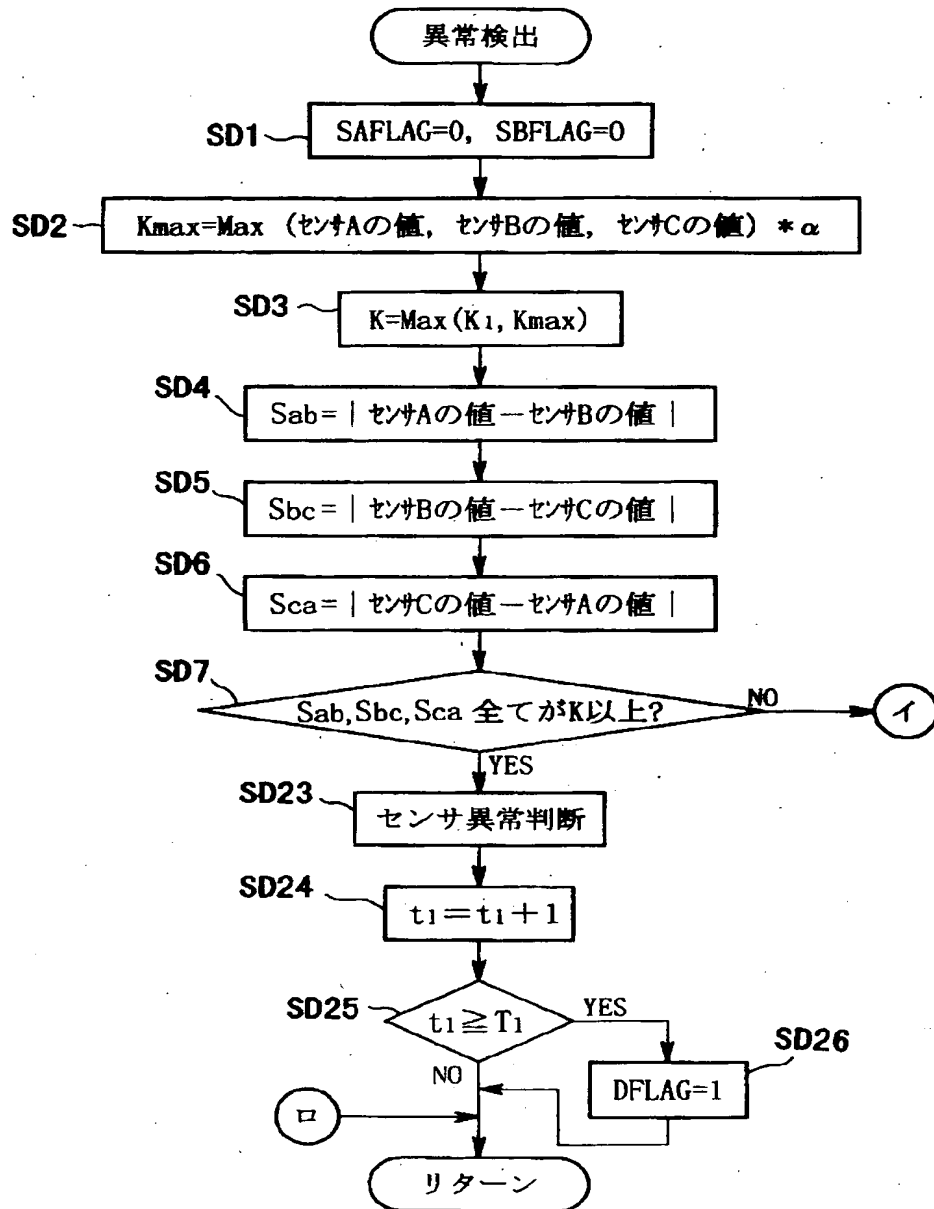 異常検出
SD1
SAFLAG=0, SBFLAG=0
SD2
Kmax=Max (ｾﾝｻAの値, ｾﾝｻBの値, ｾﾝｻCの値) *α
SD3
K=Max(K1,Kmax)
SD4
Sab=|ｾﾝｻAの値－ｾﾝｻBの値|
SD5
Sbc=|ｾﾝｻBの値－ｾﾝｻCの値|
SD6
Sca=|ｾﾝｻCの値－ｾﾝｻAの値|
SD7
Sab,Sbc,Sca 全てがK以上?
NO
イ
YES
SD23
センサ異常判断
SD24
t1=t1+1
SD25
t1≧T1
YES
SD26
DFLAG=1
NO
ロ
リターン